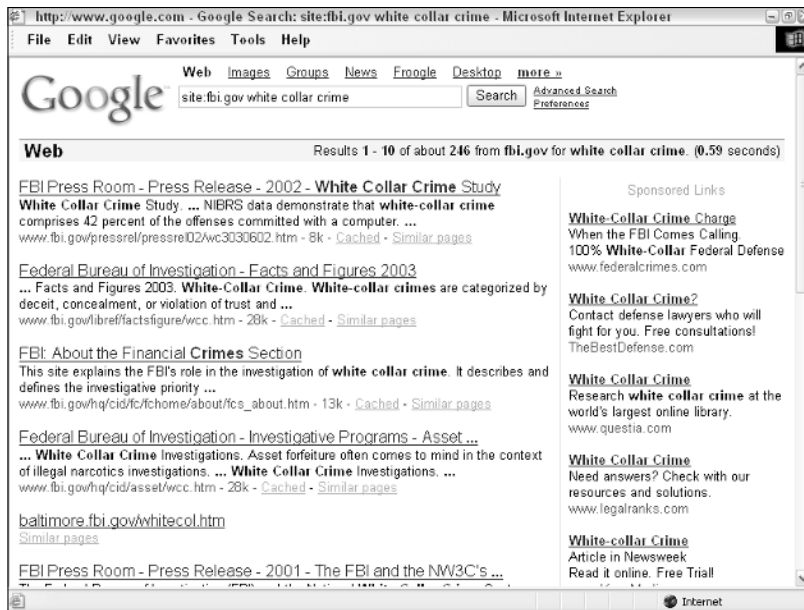 http://www.google.com - Google Search: site:fbi.gov white collar crime - Microsoft Internet Explorer
File Edit View Favorites Tools Help
Google
Web Images Groups News Froogle Desktop more »
site:fbi.gov white collar crime
Search
Advanced Search
Preferences
Web
Results 1 - 10 of about 246 from fbi.gov for white collar crime. (0.59 seconds)
FBI Press Room - Press Release - 2002 - White Collar Crime Study
White Collar Crime Study. ... NIBRS data demonstrate that white-collar crime
comprises 42 percent of the offenses committed with a computer. ...
www.fbi.gov/pressrel/pressrel02/wc3030602.htm - 8k - Cached - Similar pages
Federal Bureau of Investigation - Facts and Figures 2003
... Facts and Figures 2003. White-Collar Crime. White-collar crimes are categorized by
deceit, concealment, or violation of trust and ...
www.fbi.gov/libref/factsfigure/wcc.htm - 28k - Cached - Similar pages
FBI: About the Financial Crimes Section
This site explains the FBI's role in the investigation of white collar crime. It describes and
defines the investigative priority ...
www.fbi.gov/hq/cid/fc/fchome/about/fcs_about.htm - 13k - Cached - Similar pages
Federal Bureau of Investigation - Investigative Programs - Asset ...
... White Collar Crime Investigations. Asset forfeiture often comes to mind in the context
of illegal narcotics investigations. ... White Collar Crime Investigations. ...
www.fbi.gov/hq/cid/asset/wcc.htm - 28k - Cached - Similar pages
baltimore.fbi.gov/whitecol.htm
Similar pages
FBI Press Room - Press Release - 2001 - The FBI and the NW3C's ...
Sponsored Links
White-Collar Crime Charge
When the FBI Comes Calling.
100% White-Collar Federal Defense
www.federalcrimes.com
White Collar Crime?
Contact defense lawyers who will
fight for you. Free consultations!
TheBestDefense.com
White Collar Crime
Research white collar crime at the
world's largest online library.
www.questia.com
White Collar Crime
Need answers? Check with our
resources and solutions.
www.legalranks.com
White-collar Crime
Article in Newsweek
Read it online. Free Trial!
Internet